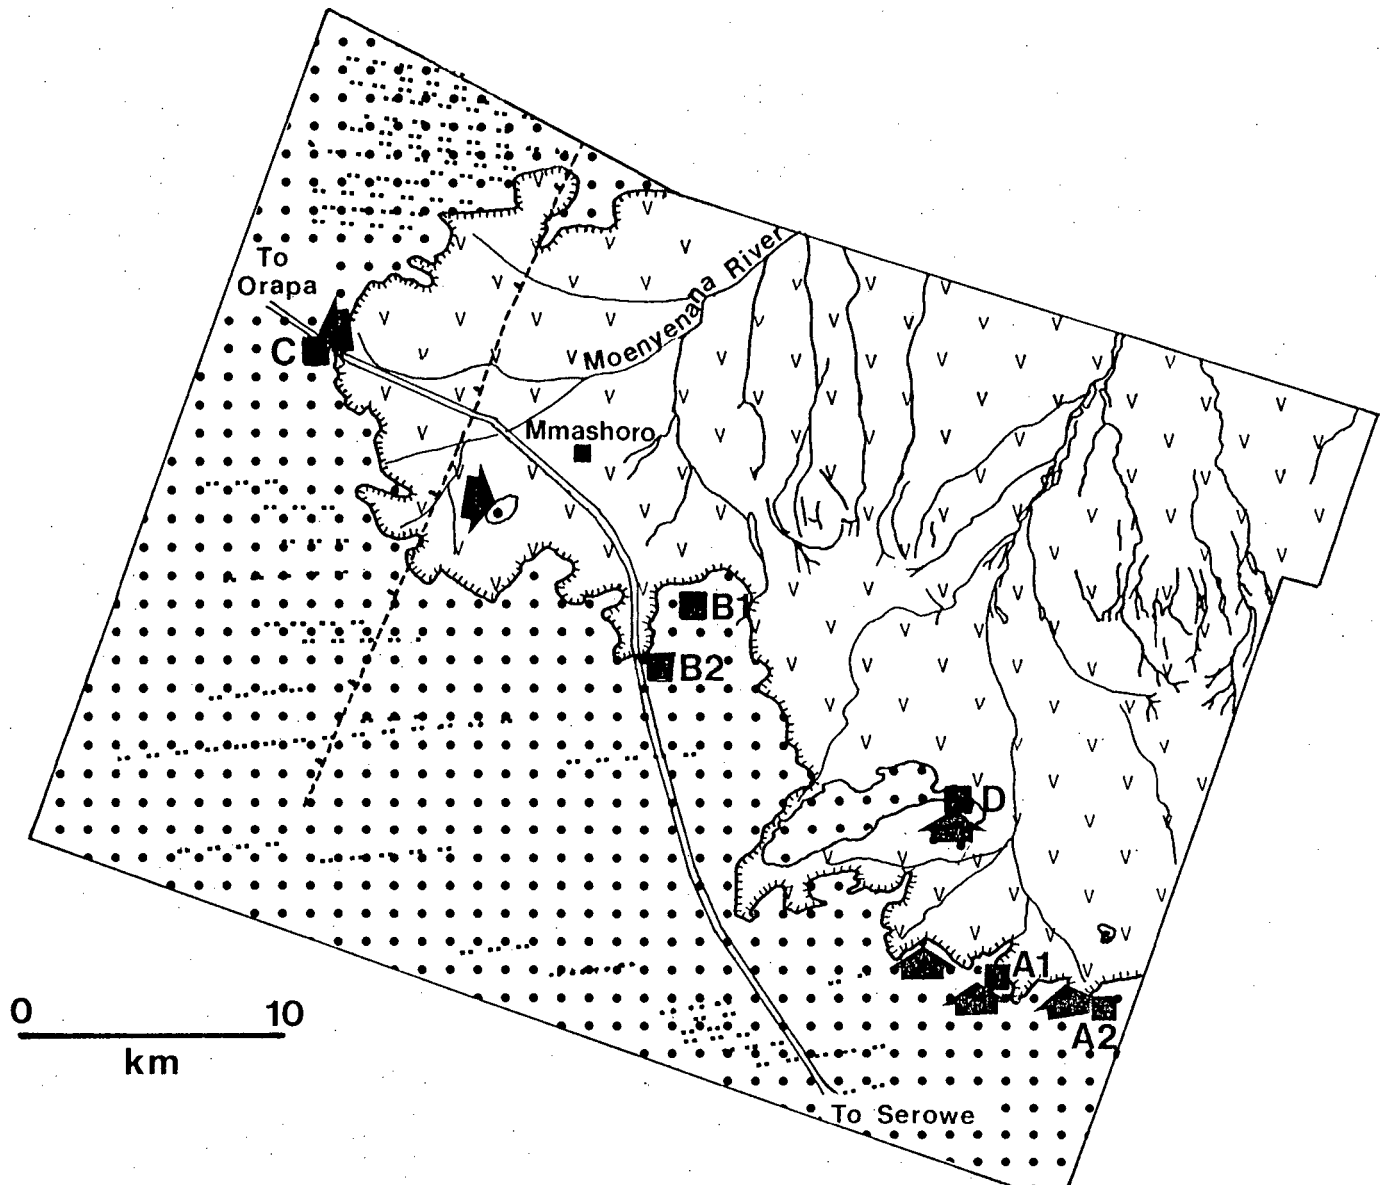 To
Orapa
Moenyenana River
C
Mmashoro
B1
B2
D
A1
A2
0 10
km
To Serowe